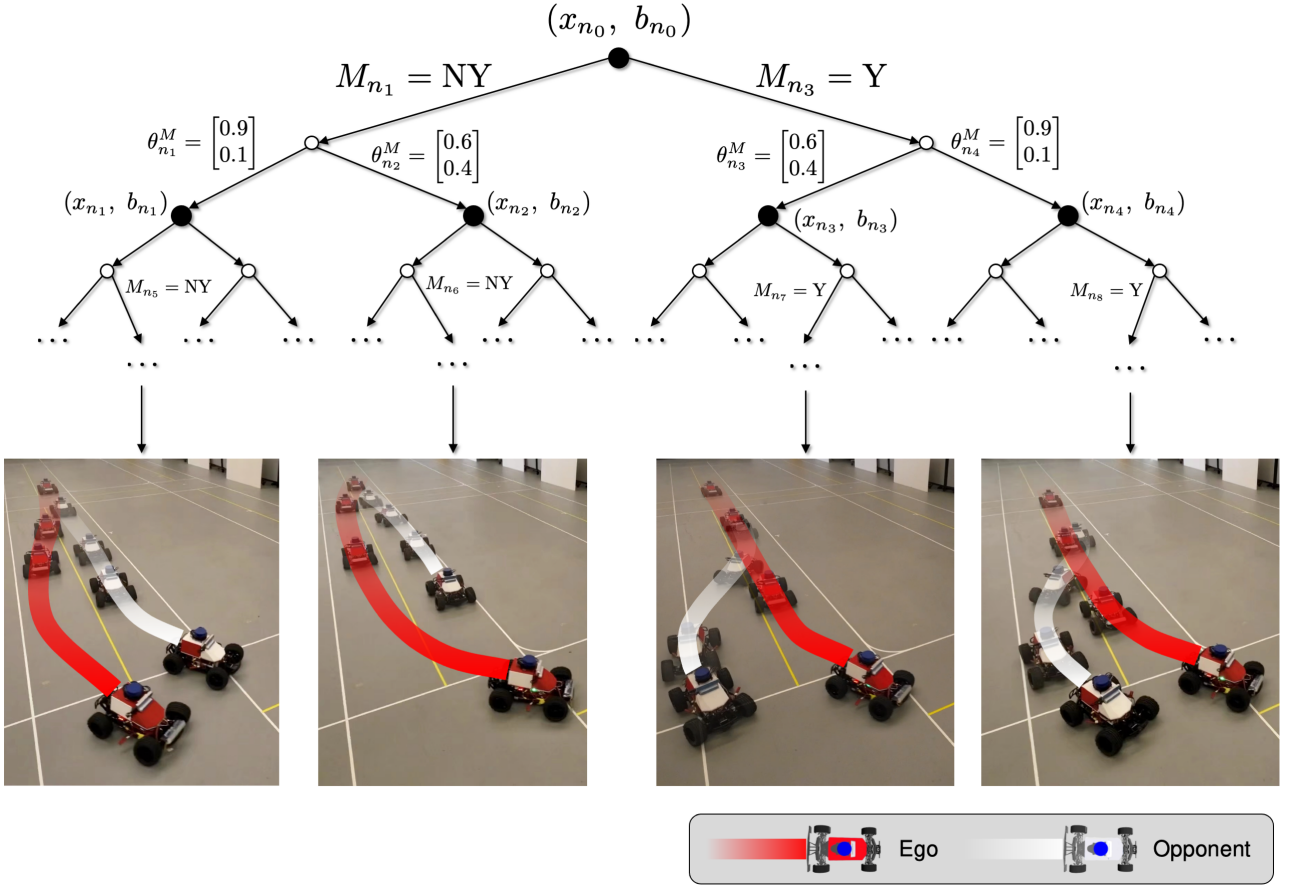 (x_{n_0}, b_{n_0})
M_{n_1} = NY
M_{n_3} = Y
θ^M_{n_1} = [0.9 0.1]
θ^M_{n_2} = [0.6 0.4]
θ^M_{n_3} = [0.6 0.4]
θ^M_{n_4} = [0.9 0.1]
(x_{n_1}, b_{n_1})
(x_{n_2}, b_{n_2})
(x_{n_3}, b_{n_3})
(x_{n_4}, b_{n_4})
M_{n_5} = NY
M_{n_6} = NY
M_{n_7} = Y
M_{n_8} = Y
... ... ... ... ... ... ... ... ... ... ... ...
... ... ... ...
Ego
Opponent